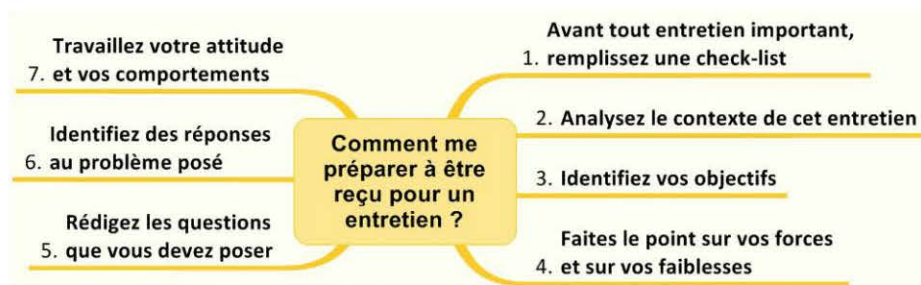 Comment me
préparer à être
reçu pour un
entretien ?
Avant tout entretien important,
1. remplissez une check-list
2. Analysez le contexte de cet entretien
3. Identifiez vos objectifs
Faites le point sur vos forces
4. et sur vos faiblesses
Rédigez les questions
5. que vous devez poser
Identifiez des réponses
6. au problème posé
Travaillez votre attitude
7. et vos comportements